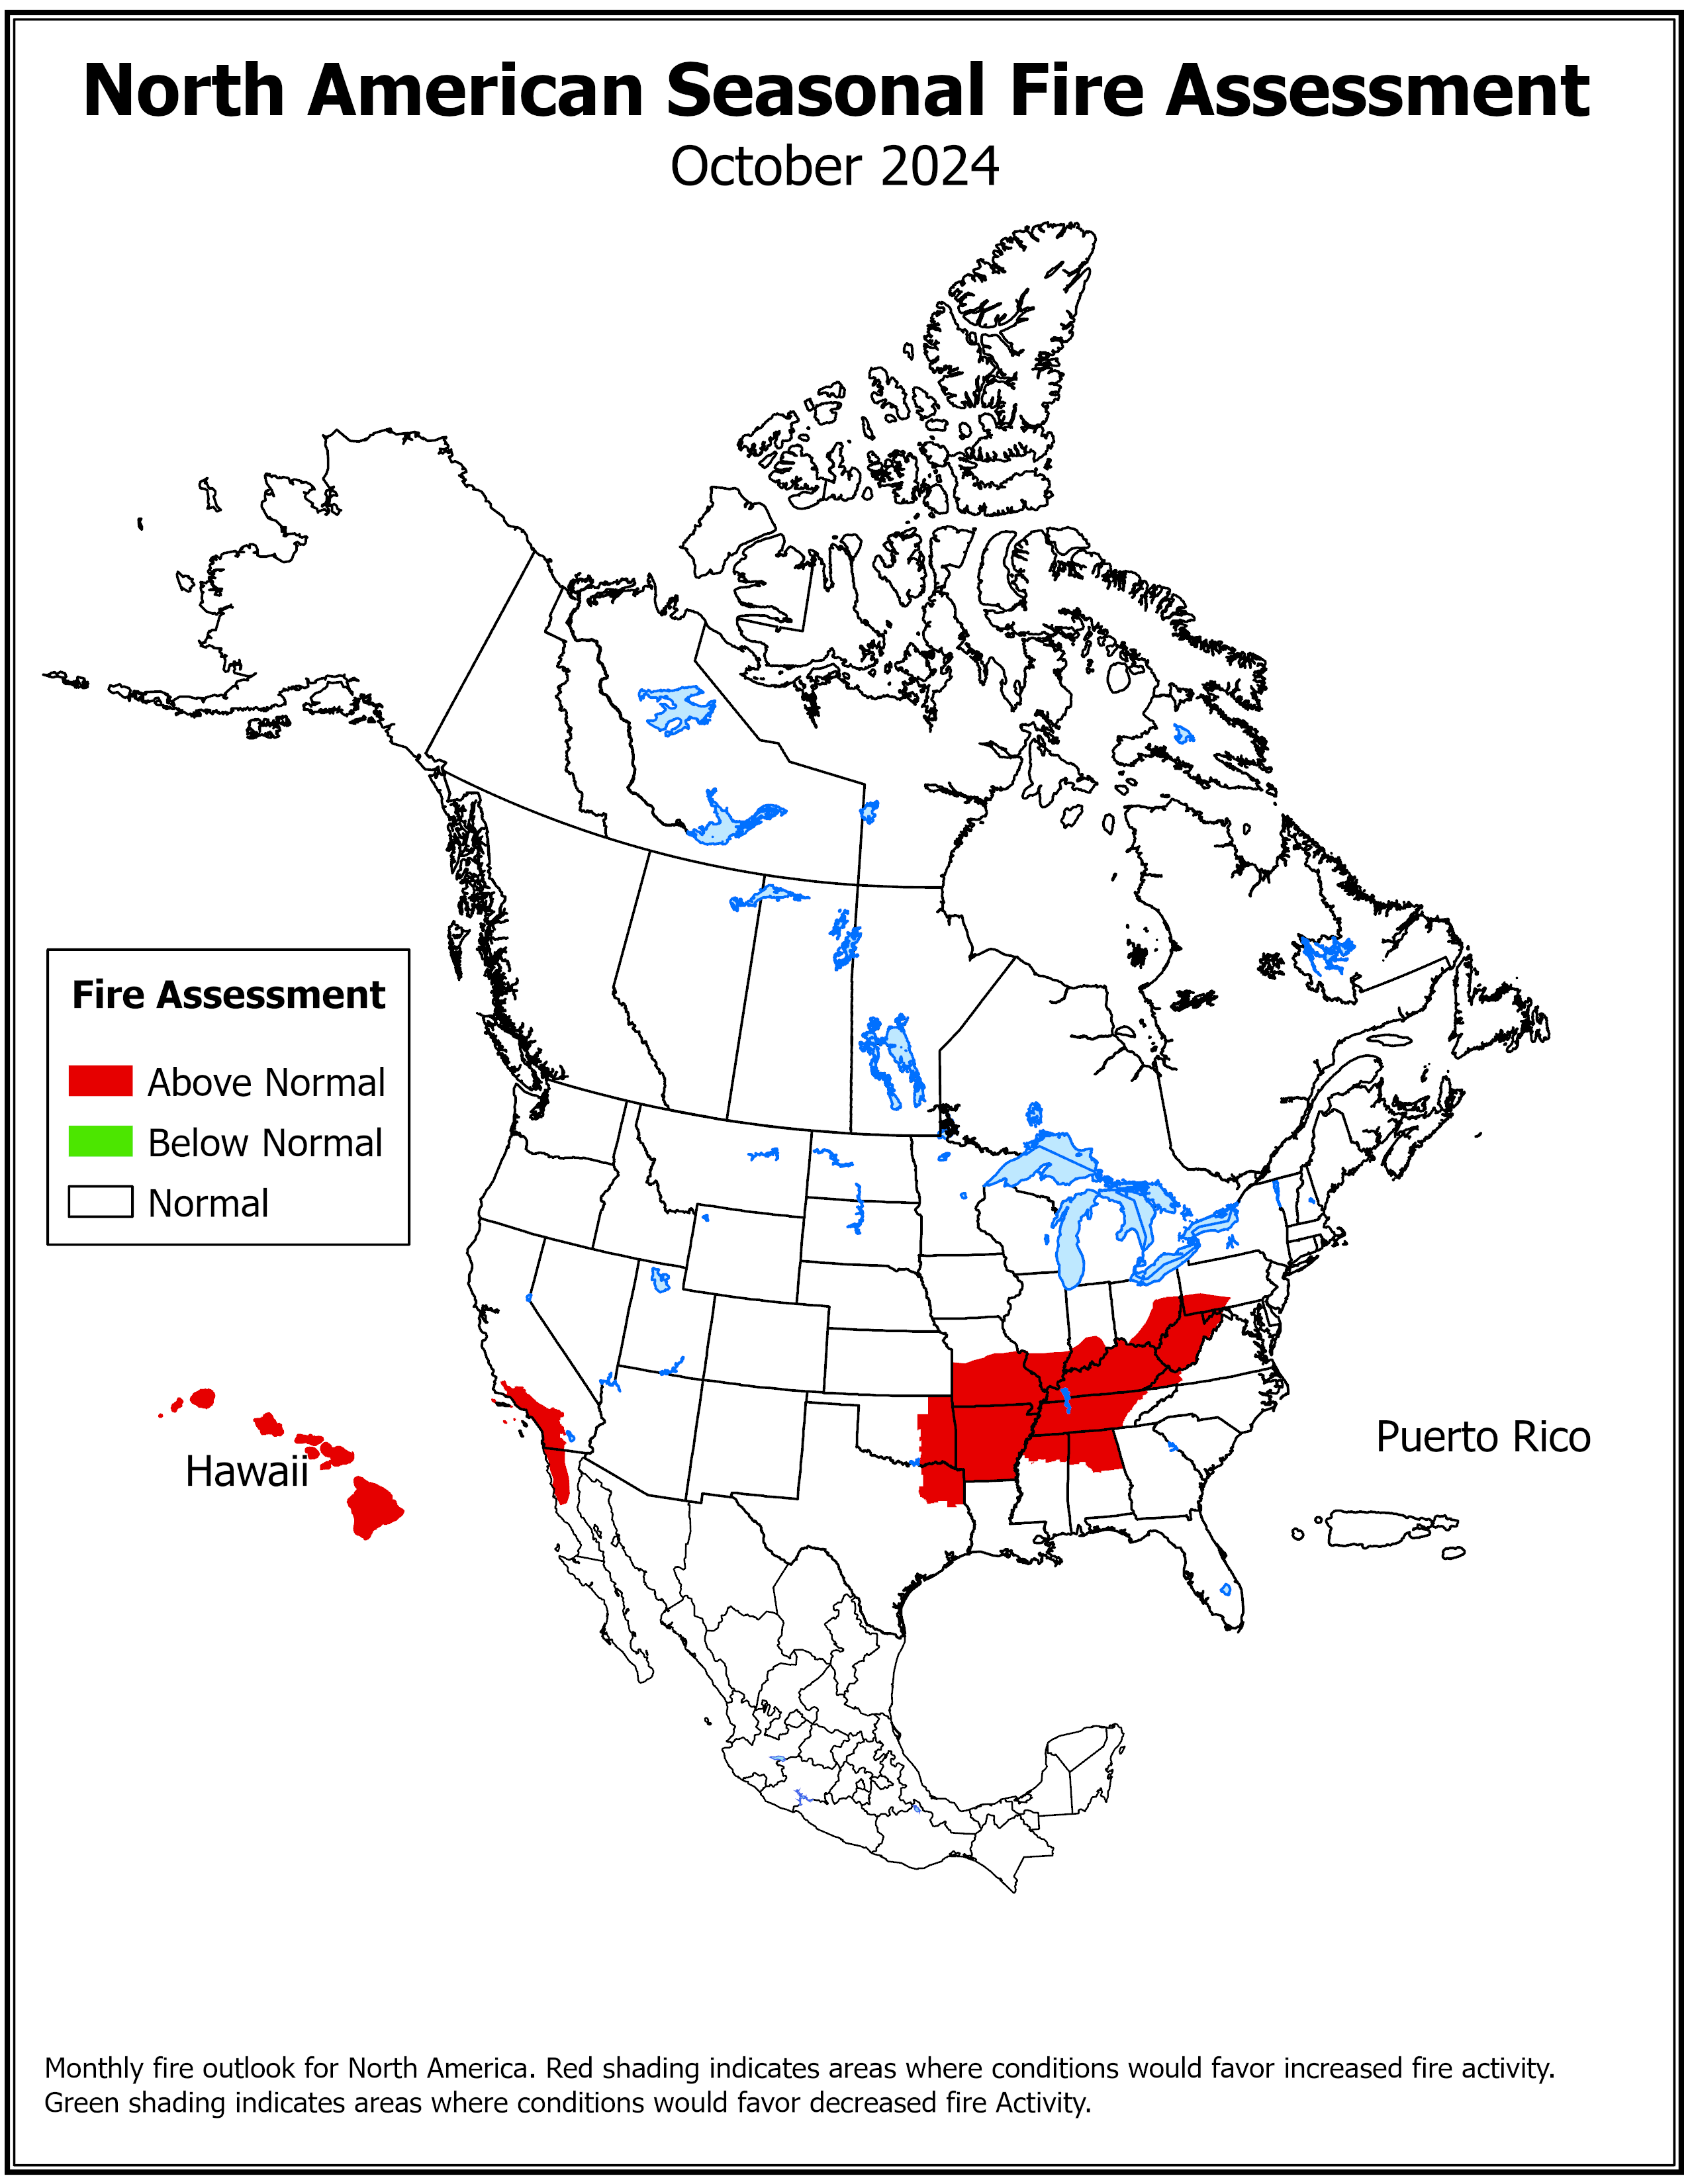 North American Seasonal Fire Assessment
October 2024
Fire Assessment
Above Normal
Below Normal
Normal
Hawaii
Puerto Rico
Monthly fire outlook for North America. Red shading indicates areas where conditions would favor increased fire activity.
Green shading indicates areas where conditions would favor decreased fire Activity.